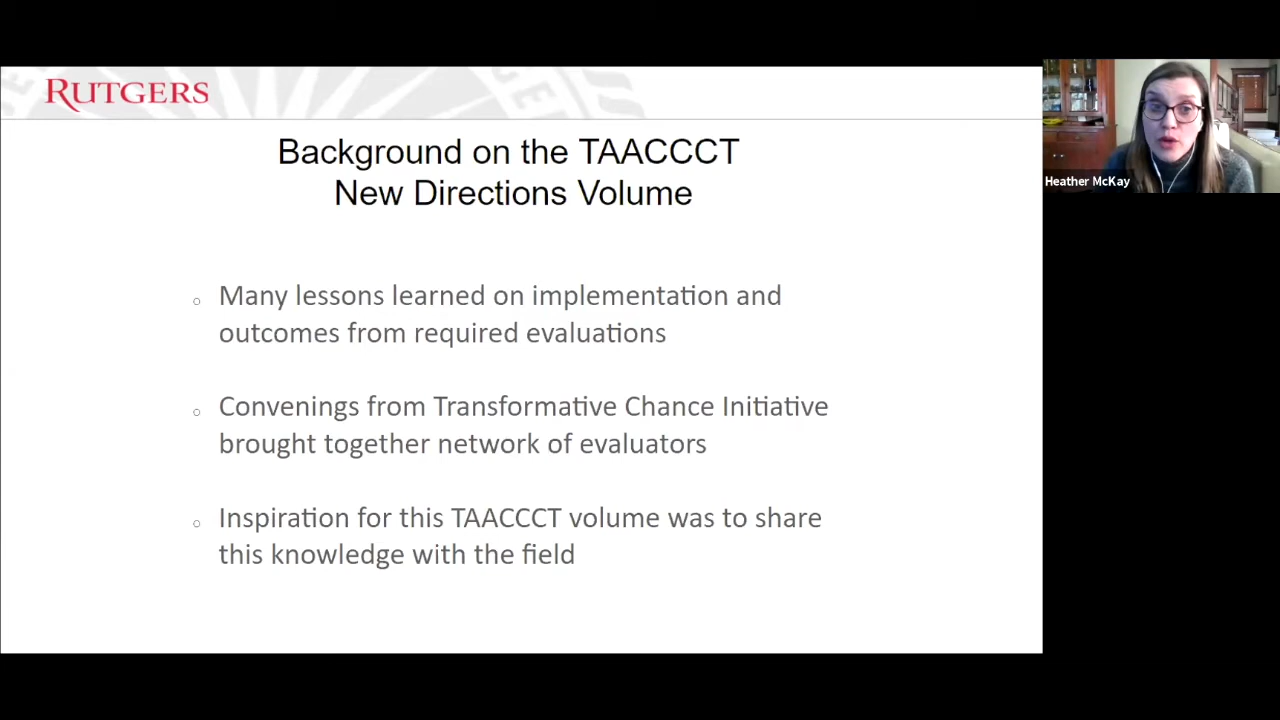 RUTGERS
Background on the TAACCCT
New Directions Volume
Heather McKay
○ Many lessons learned on implementation and
outcomes from required evaluations
○ Convenings from Transformative Chance Initiative
brought together network of evaluators
○ Inspiration for this TAACCCT volume was to share
this knowledge with the field